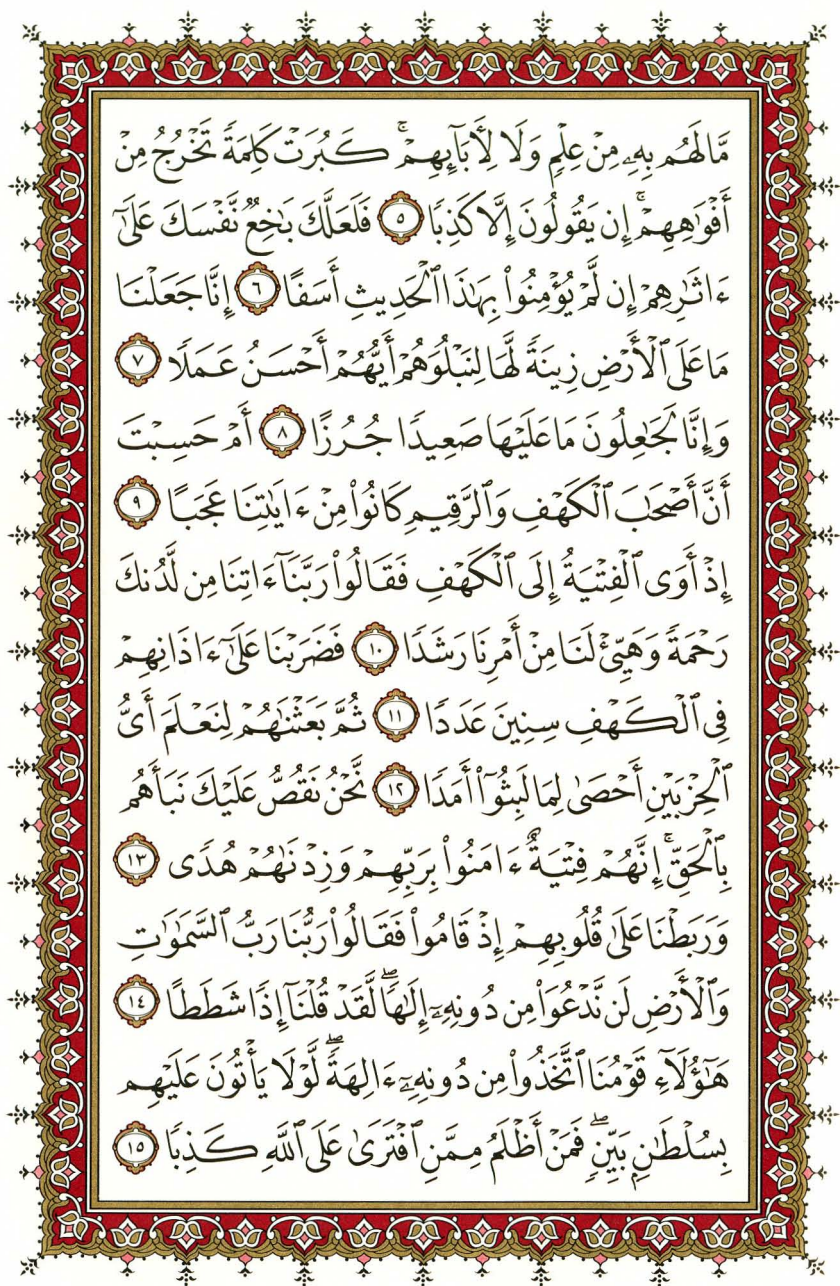 مَّا لَهُم بِهِۦ مِنْ عِلْمٍ وَلَا لِأَبَآئِهِمْ ۚ كَبُرَتْ كَلِمَةً تَخْرُجُ مِنْ
أَفْوَٰهِهِمْ ۚ إِن يَقُولُونَ إِلَّا كَذِبًا ٥ فَلَعَلَّكَ بَٰخِعٌ نَّفْسَكَ عَلَىٰٓ
ءَاثَٰرِهِمْ إِن لَّمْ يُؤْمِنُوا۟ بِهَٰذَا ٱلْحَدِيثِ أَسَفًا ٦ إِنَّا جَعَلْنَا
مَا عَلَى ٱلْأَرْضِ زِينَةً لَّهَا لِنَبْلُوَهُمْ أَيُّهُمْ أَحْسَنُ عَمَلًا ٧
وَإِنَّا لَجَٰعِلُونَ مَا عَلَيْهَا صَعِيدًا جُرُزًا ٨ أَمْ حَسِبْتَ
أَنَّ أَصْحَٰبَ ٱلْكَهْفِ وَٱلرَّقِيمِ كَانُوا۟ مِنْ ءَايَٰتِنَا عَجَبًا ٩
إِذْ أَوَى ٱلْفِتْيَةُ إِلَى ٱلْكَهْفِ فَقَالُوا۟ رَبَّنَآ ءَاتِنَا مِن لَّدُنكَ
رَحْمَةً وَهَيِّئْ لَنَا مِنْ أَمْرِنَا رَشَدًا ١٠ فَضَرَبْنَا عَلَىٰٓ ءَاذَانِهِمْ
فِى ٱلْكَهْفِ سِنِينَ عَدَدًا ١١ ثُمَّ بَعَثْنَٰهُمْ لِنَعْلَمَ أَىُّ
ٱلْحِزْبَيْنِ أَحْصَىٰ لِمَا لَبِثُوٓا۟ أَمَدًا ١٢ نَّحْنُ نَقُصُّ عَلَيْكَ نَبَأَهُم
بِٱلْحَقِّ ۚ إِنَّهُمْ فِتْيَةٌ ءَامَنُوا۟ بِرَبِّهِمْ وَزِدْنَٰهُمْ هُدًى ١٣
وَرَبَطْنَا عَلَىٰ قُلُوبِهِمْ إِذْ قَامُوا۟ فَقَالُوا۟ رَبُّنَا رَبُّ ٱلسَّمَٰوَٰتِ
وَٱلْأَرْضِ لَن نَّدْعُوَا۟ مِن دُونِهِۦٓ إِلَٰهًا ۖ لَّقَدْ قُلْنَآ إِذًا شَطَطًا ١٤
هَٰٓؤُلَآءِ قَوْمُنَا ٱتَّخَذُوا۟ مِن دُونِهِۦٓ ءَالِهَةً ۖ لَّوْلَا يَأْتُونَ عَلَيْهِم
بِسُلْطَٰنٍۭ بَيِّنٍ ۖ فَمَنْ أَظْلَمُ مِمَّنِ ٱفْتَرَىٰ عَلَى ٱللَّهِ كَذِبًا ١٥